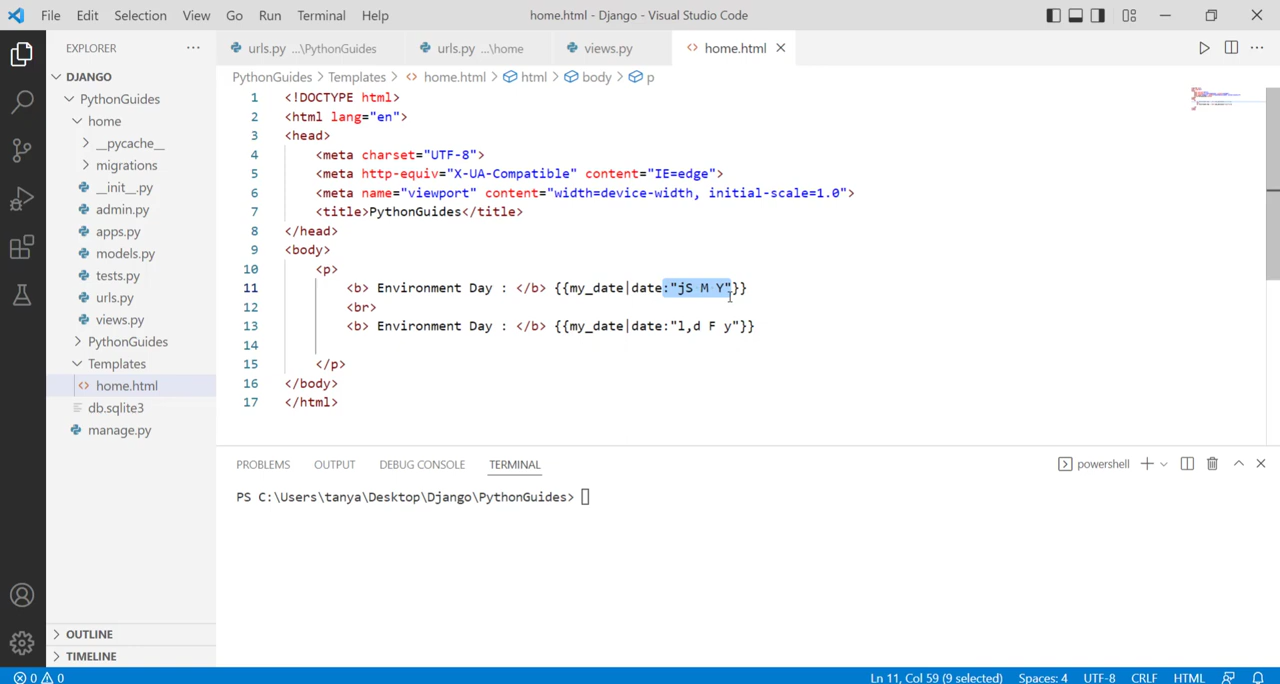 File Edit Selection View Go Run Terminal Help home.html - Django - Visual Studio Code
EXPLORER ···
DJANGO
PythonGuides
home
__pycache__
migrations
__init__.py
admin.py
apps.py
models.py
tests.py
urls.py
views.py
PythonGuides
Templates
home.html
db.sqlite3
manage.py
OUTLINE
TIMELINE
urls.py ...\PythonGuides urls.py ...\home views.py home.html
PythonGuides > Templates > home.html > html > body > p
1 <!DOCTYPE html>
2 <html lang="en">
3 <head>
4 <meta charset="UTF-8">
5 <meta http-equiv="X-UA-Compatible" content="IE=edge">
6 <meta name="viewport" content="width=device-width, initial-scale=1.0">
7 <title>PythonGuides</title>
8 </head>
9 <body>
10 <p>
11 <b> Environment Day : </b> {{my_date|date:"jS M Y"}}
12 <br>
13 <b> Environment Day : </b> {{my_date|date:"l,d F y"}}
14
15 </p>
16 </body>
17 </html>
PROBLEMS OUTPUT DEBUG CONSOLE TERMINAL powershell
PS C:\Users\tanya\Desktop\Django\PythonGuides>
0 0 Ln 11, Col 59 (9 selected) Spaces: 4 UTF-8 CRLF HTML